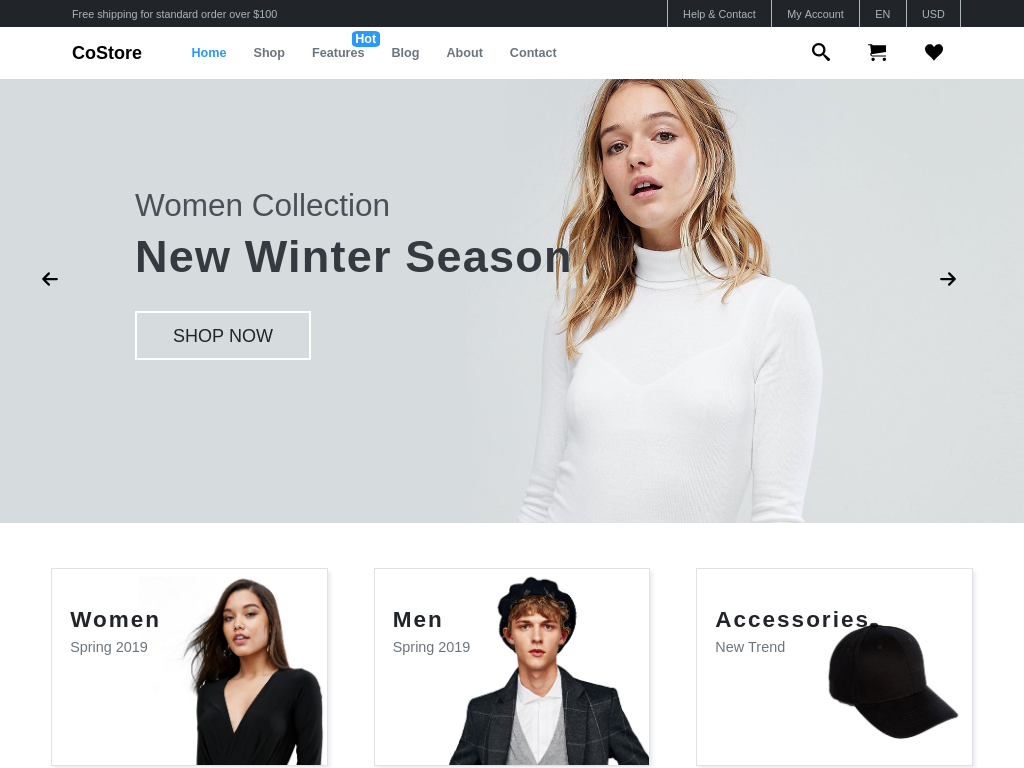 Free shipping for standard order over $100
Help & Contact
My Account
EN
USD
CoStore
Home
Shop
Features
Hot
Blog
About
Contact
Women Collection
New Winter Season
SHOP NOW
Women
Spring 2019
Men
Spring 2019
Accessories
New Trend